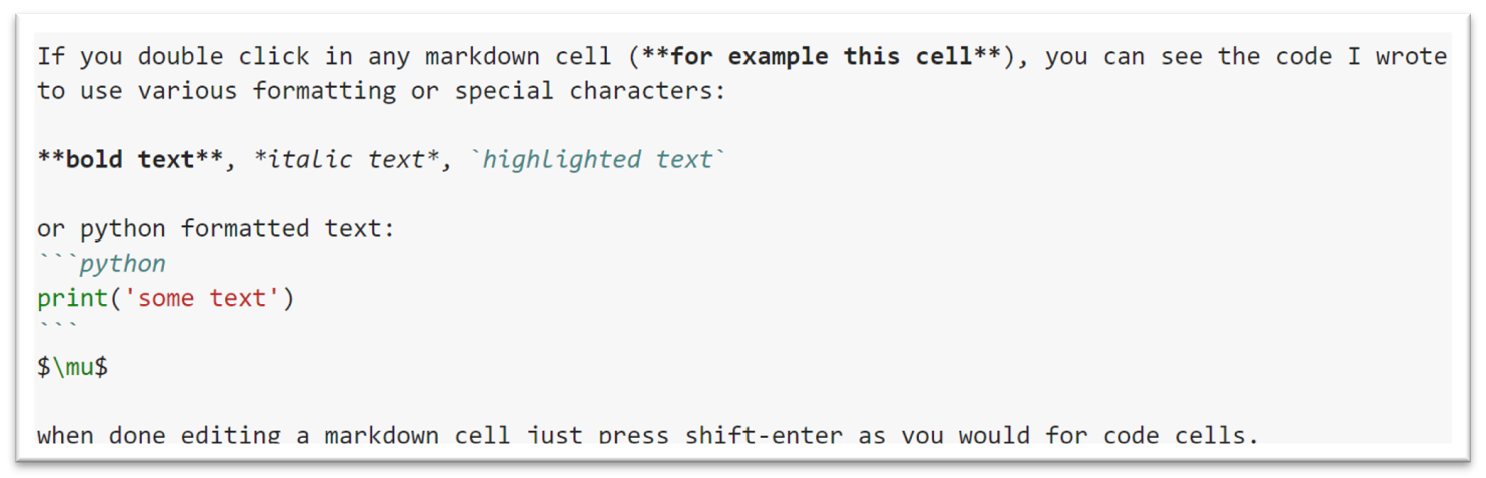 If you double click in any markdown cell (**for example this cell**), you can see the code I wrote
to use various formatting or special characters:
**bold text**, *italic text*, `highlighted text`
or python formatted text:
```python
print('some text')
```
$\mu$
when done editing a markdown cell just press shift-enter as you would for code cells.